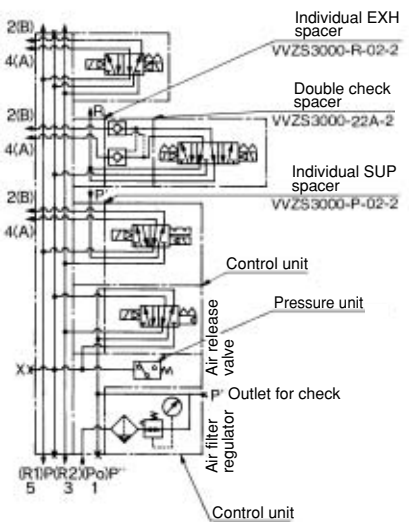 Individual EXH
spacer
VVZS3000-R-02-2
Double check
spacer
VVZS3000-22A-2
Individual SUP
spacer
VVZS3000-P-02-2
2(B)
4(A)
R
2(B)
4(A)
P
2(B)
4(A)
Control unit
Pressure unit
Air release
valve
X
P' Outlet for check
Air filter
regulator
(R1)P(R2)(Po)P''
5 3 1
Control unit